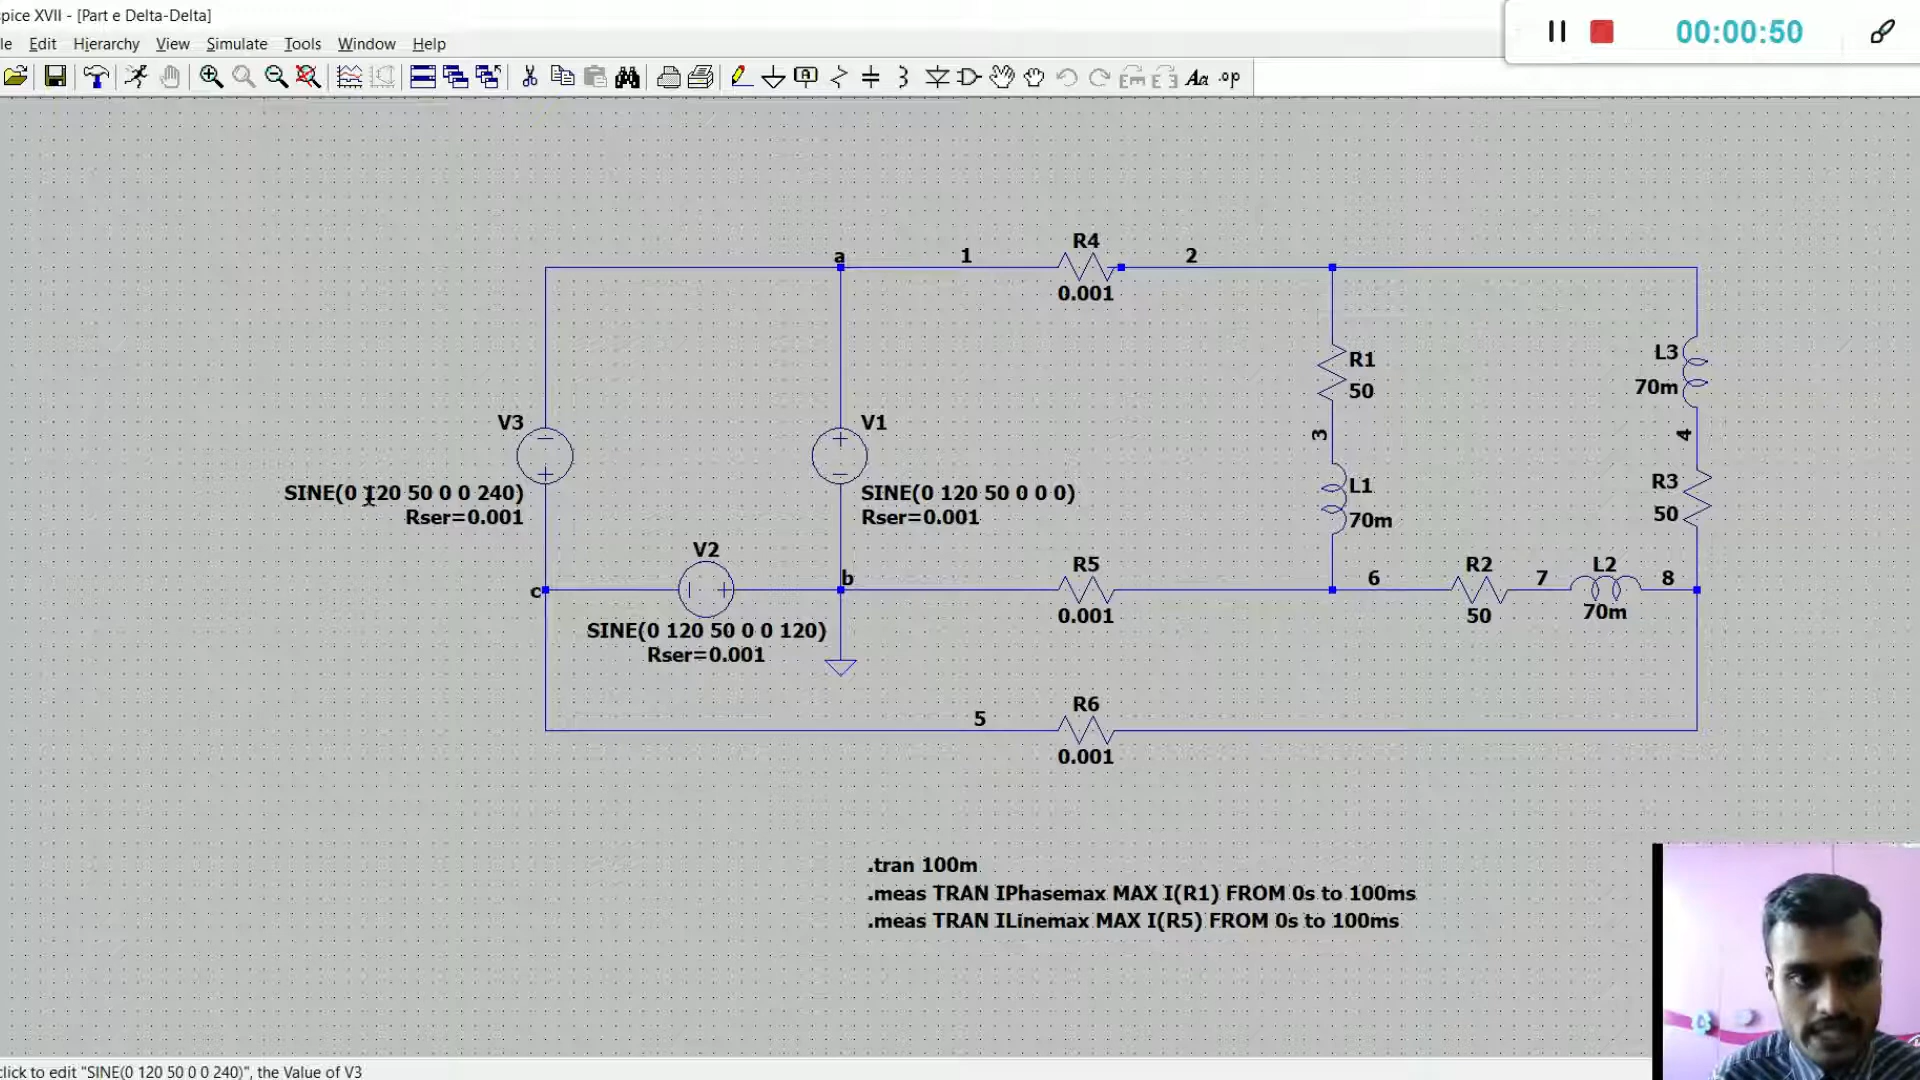 pice XVII - [Part e Delta-Delta]
00:00:50
le Edit Hierarchy View Simulate Tools Window Help
Aa .op
R4
a 1 2
0.001
R1
50
L3
70m
V3
SINE(0 120 50 0 0 240)
Rser=0.001
V1
SINE(0 120 50 0 0 0)
Rser=0.001
3
4
L1
70m
R3
50
V2
c
b
SINE(0 120 50 0 0 120)
Rser=0.001
R5
0.001
6
R2
50
7
L2
70m
8
5
R6
0.001
.tran 100m
.meas TRAN IPhasemax MAX I(R1) FROM 0s to 100ms
.meas TRAN ILinemax MAX I(R5) FROM 0s to 100ms
click to edit "SINE(0 120 50 0 0 240)", the Value of V3